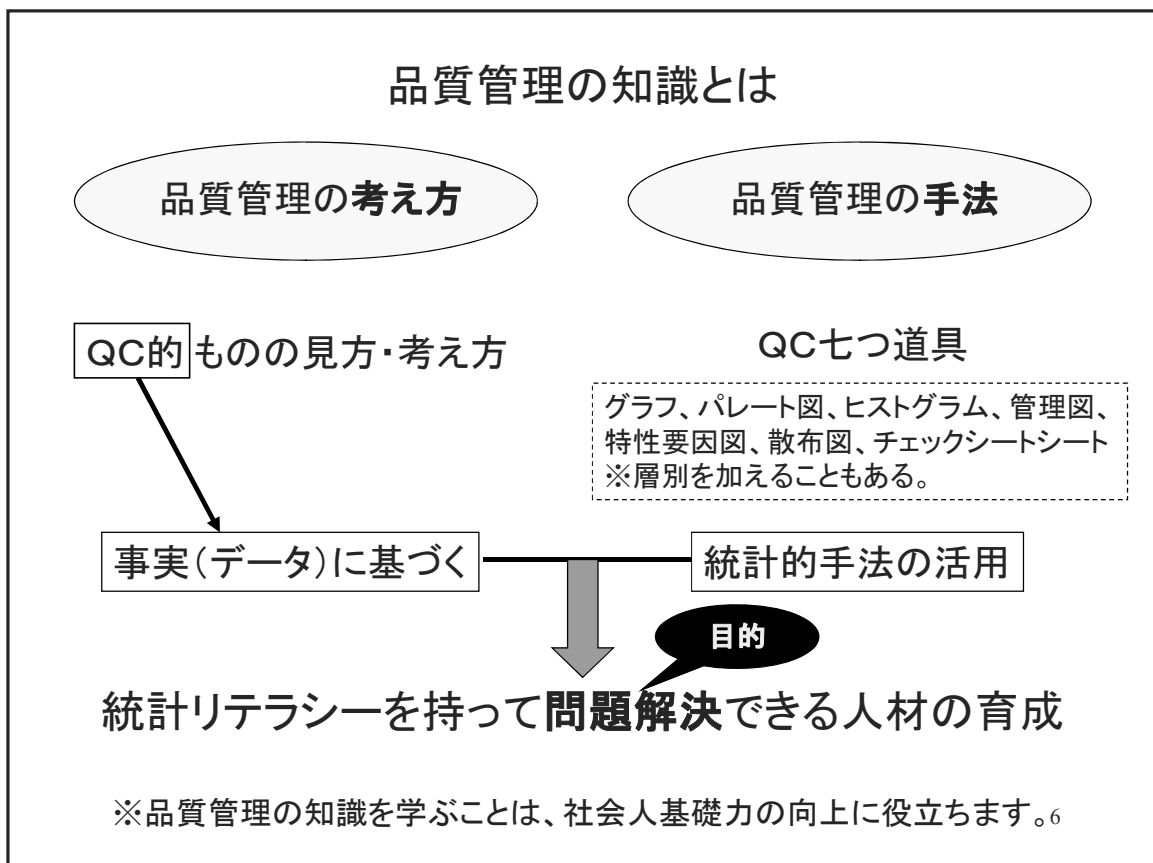 品質管理の知識とは
品質管理の考え方
品質管理の手法
QC的ものの見方・考え方
QC七つ道具
グラフ、パレート図、ヒストグラム、管理図、
特性要因図、散布図、チェックシートシート
※層別を加えることもある。
事実(データ)に基づく
統計的手法の活用
目的
統計リテラシーを持って問題解決できる人材の育成
※品質管理の知識を学ぶことは、社会人基礎力の向上に役立ちます。6